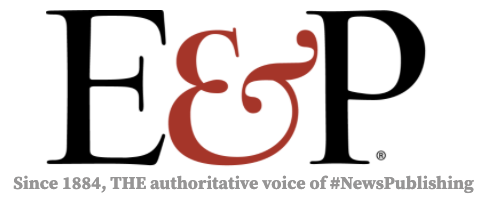 E&P®
Since 1884, THE authoritative voice of #NewsPublishing